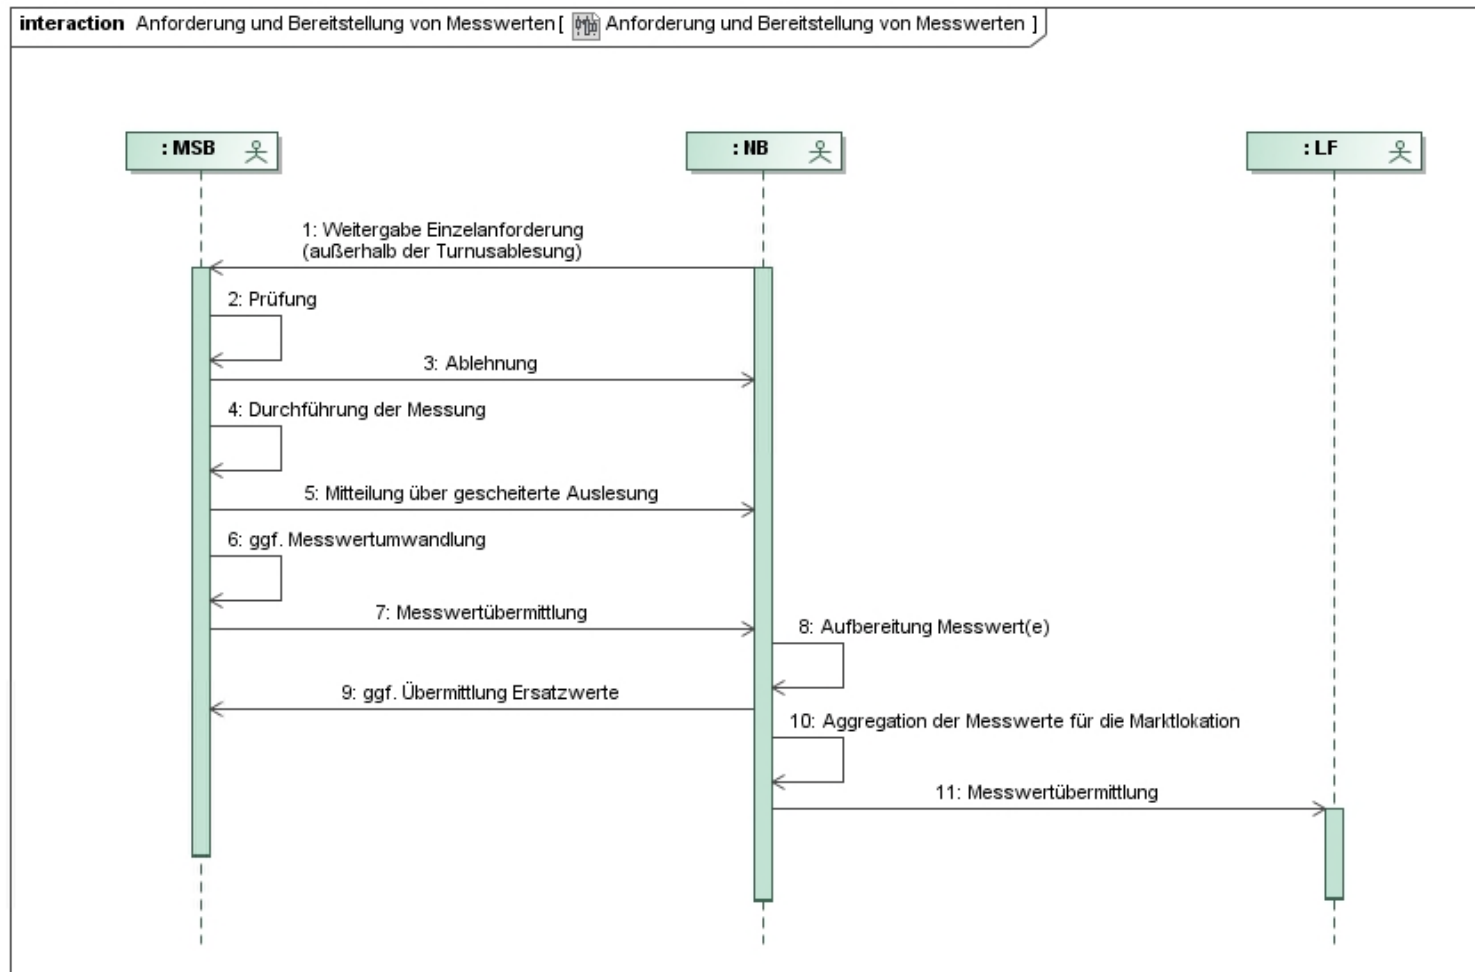 interaction Anforderung und Bereitstellung von Messwerten [ Anforderung und Bereitstellung von Messwerten ]
: MSB
: NB
: LF
1: Weitergabe Einzelanforderung
(außerhalb der Turnusablesung)
2: Prüfung
3: Ablehnung
4: Durchführung der Messung
5: Mitteilung über gescheiterte Auslesung
6: ggf. Messwertumwandlung
7: Messwertübermittlung
8: Aufbereitung Messwert(e)
9: ggf. Übermittlung Ersatzwerte
10: Aggregation der Messwerte für die Marktlokation
11: Messwertübermittlung